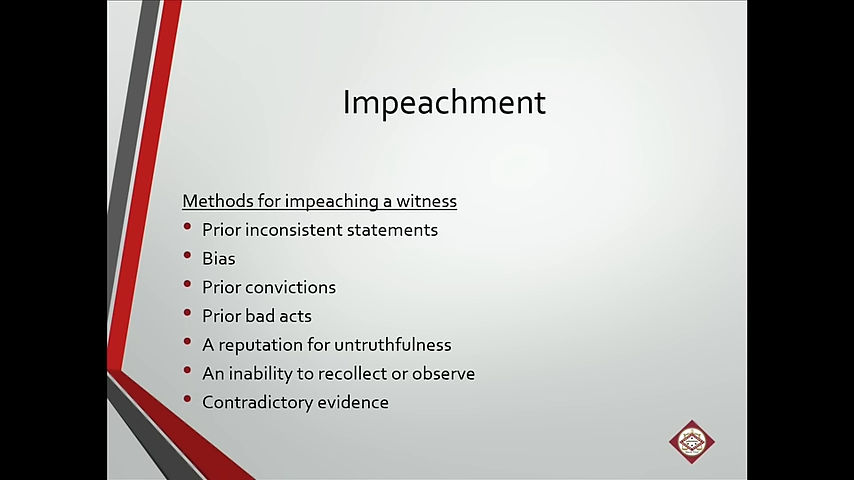 Impeachment
Methods for impeaching a witness
• Prior inconsistent statements
• Bias
• Prior convictions
• Prior bad acts
• A reputation for untruthfulness
• An inability to recollect or observe
• Contradictory evidence